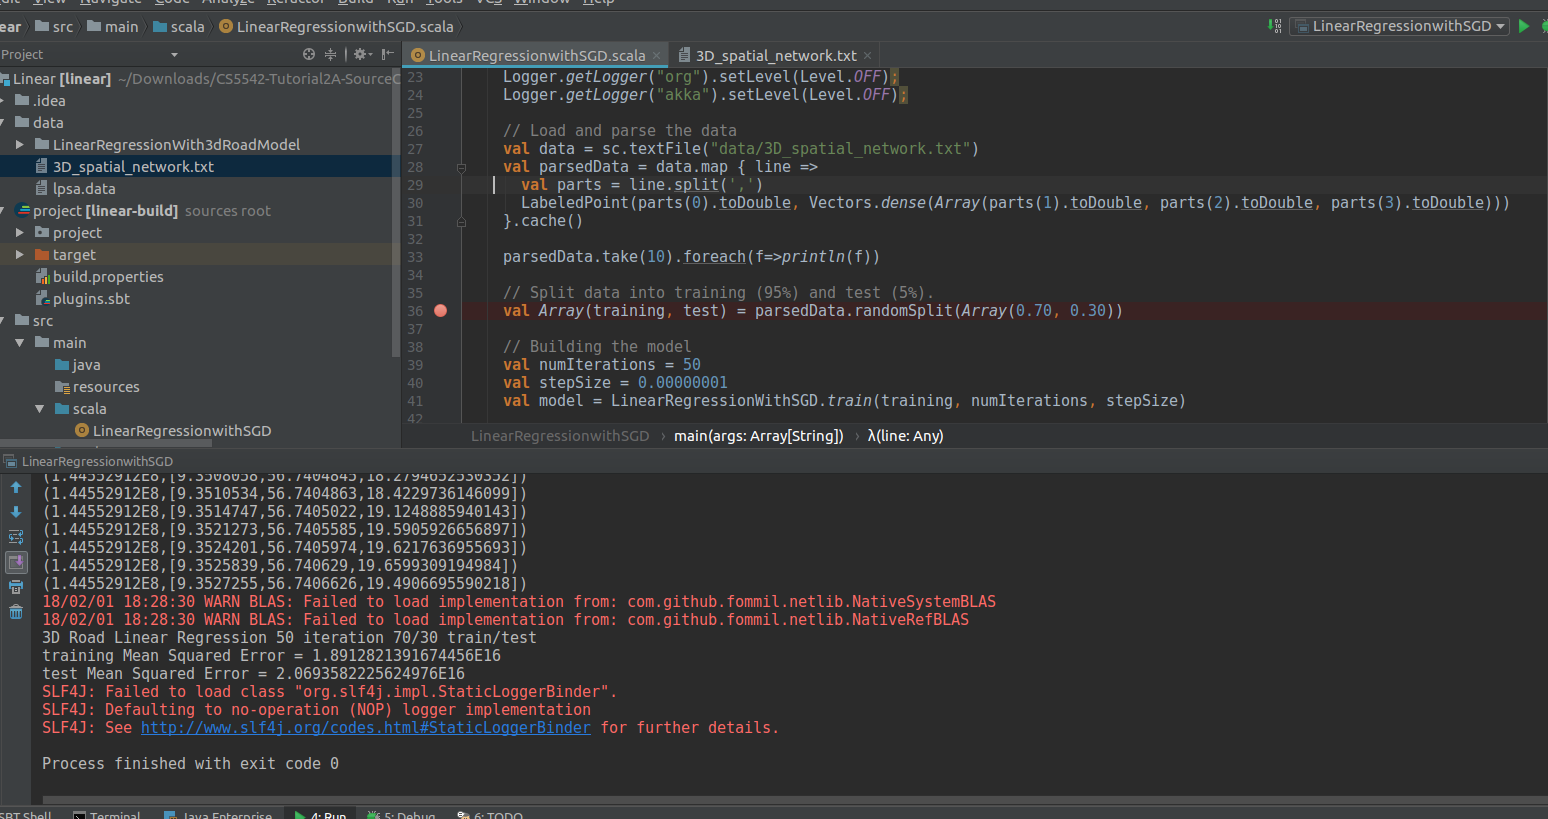 Edit View Navigate Code Analyze Refactor Build Run Tools VCS Window Help
ear src main scala LinearRegressionwithSGD.scala LinearRegressionwithSGD
Project
LinearRegressionwithSGD.scala 3D_spatial_network.txt
Linear [linear] ~/Downloads/CS5542-Tutorial2A-SourceC
.idea
data
LinearRegressionWith3dRoadModel
3D_spatial_network.txt
lpsa.data
project [linear-build] sources root
project
target
build.properties
plugins.sbt
src
main
java
resources
scala
LinearRegressionwithSGD
23 Logger.getLogger("org").setLevel(Level.OFF);
24 Logger.getLogger("akka").setLevel(Level.OFF);
25
26 // Load and parse the data
27 val data = sc.textFile("data/3D_spatial_network.txt")
28 val parsedData = data.map { line =>
29 val parts = line.split(',')
30 LabeledPoint(parts(0).toDouble, Vectors.dense(Array(parts(1).toDouble, parts(2).toDouble, parts(3).toDouble)))
31 }.cache()
32
33 parsedData.take(10).foreach(f=>println(f))
34
35 // Split data into training (95%) and test (5%).
36 val Array(training, test) = parsedData.randomSplit(Array(0.70, 0.30))
37
38 // Building the model
39 val numIterations = 50
40 val stepSize = 0.00000001
41 val model = LinearRegressionWithSGD.train(training, numIterations, stepSize)
42
LinearRegressionwithSGD › main(args: Array[String]) › λ(line: Any)
LinearRegressionwithSGD
(1.44552912E8,[9.3508058,56.7404845,18.2794652530352])
(1.44552912E8,[9.3510534,56.7404863,18.4229736146099])
(1.44552912E8,[9.3514747,56.7405022,19.1248885940143])
(1.44552912E8,[9.3521273,56.7405585,19.5905926656897])
(1.44552912E8,[9.3524201,56.7405974,19.6217636955693])
(1.44552912E8,[9.3525839,56.740629,19.6599309194984])
(1.44552912E8,[9.3527255,56.7406626,19.4906695590218])
18/02/01 18:28:30 WARN BLAS: Failed to load implementation from: com.github.fommil.netlib.NativeSystemBLAS
18/02/01 18:28:30 WARN BLAS: Failed to load implementation from: com.github.fommil.netlib.NativeRefBLAS
3D Road Linear Regression 50 iteration 70/30 train/test
training Mean Squared Error = 1.8912821391674456E16
test Mean Squared Error = 2.0693582225624976E16
SLF4J: Failed to load class "org.slf4j.impl.StaticLoggerBinder".
SLF4J: Defaulting to no-operation (NOP) logger implementation
SLF4J: See http://www.slf4j.org/codes.html#StaticLoggerBinder for further details.
Process finished with exit code 0
SBT Shell Terminal Java Enterprise 4: Run 5: Debug 6: TODO